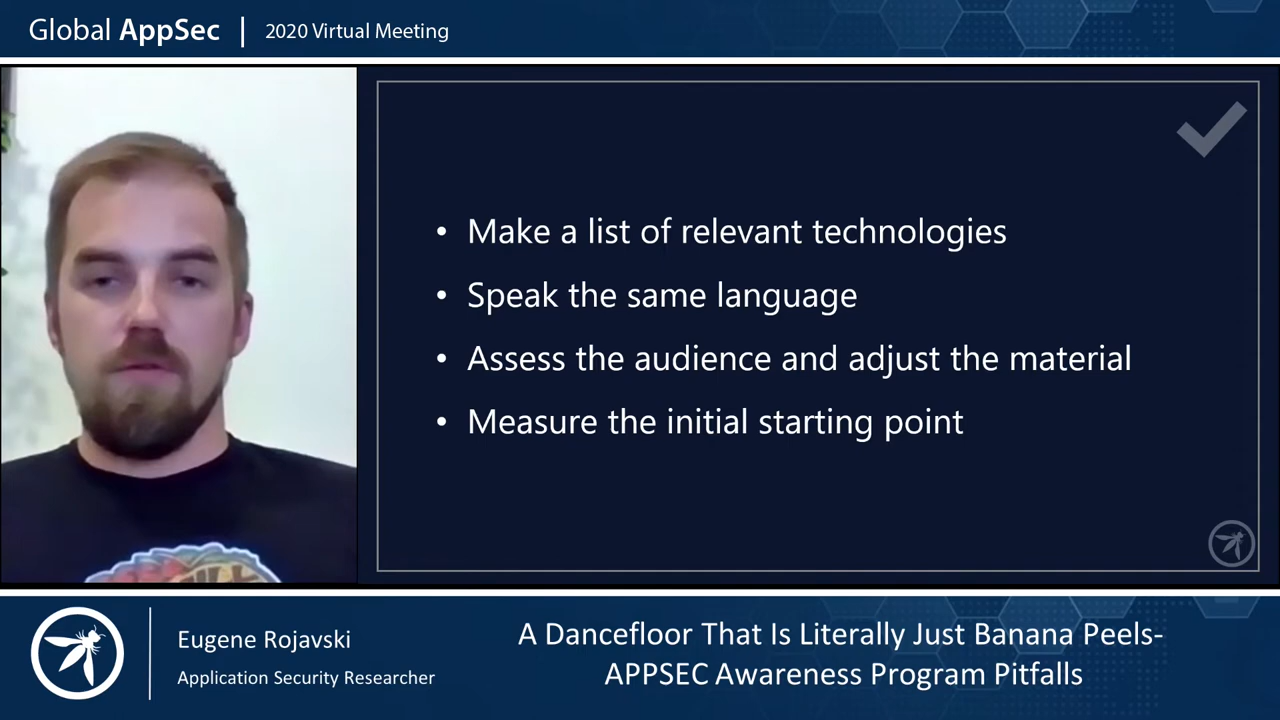 Global AppSec | 2020 Virtual Meeting
• Make a list of relevant technologies
• Speak the same language
• Assess the audience and adjust the material
• Measure the initial starting point
Eugene Rojavski
Application Security Researcher
A Dancefloor That Is Literally Just Banana Peels-
APPSEC Awareness Program Pitfalls